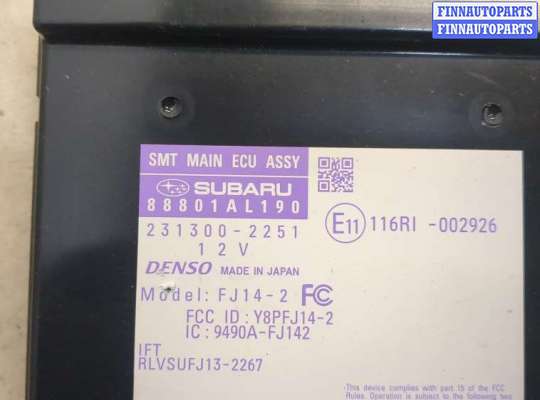 FINNAUTOPARTS
FINNAUTOPARTS
SMT MAIN ECU ASSY
SUBARU
88801AL190
231300-2251
12V
E11 116RI -002926
DENSO MADE IN JAPAN
Model: FJ14-2 FC
FCC ID : Y8PFJ14-2
IC : 9490A-FJ142
IFT
RLVSUFJ13-2267
This device complies with part 15 of the FCC
Rules. Operation is subject to the following two